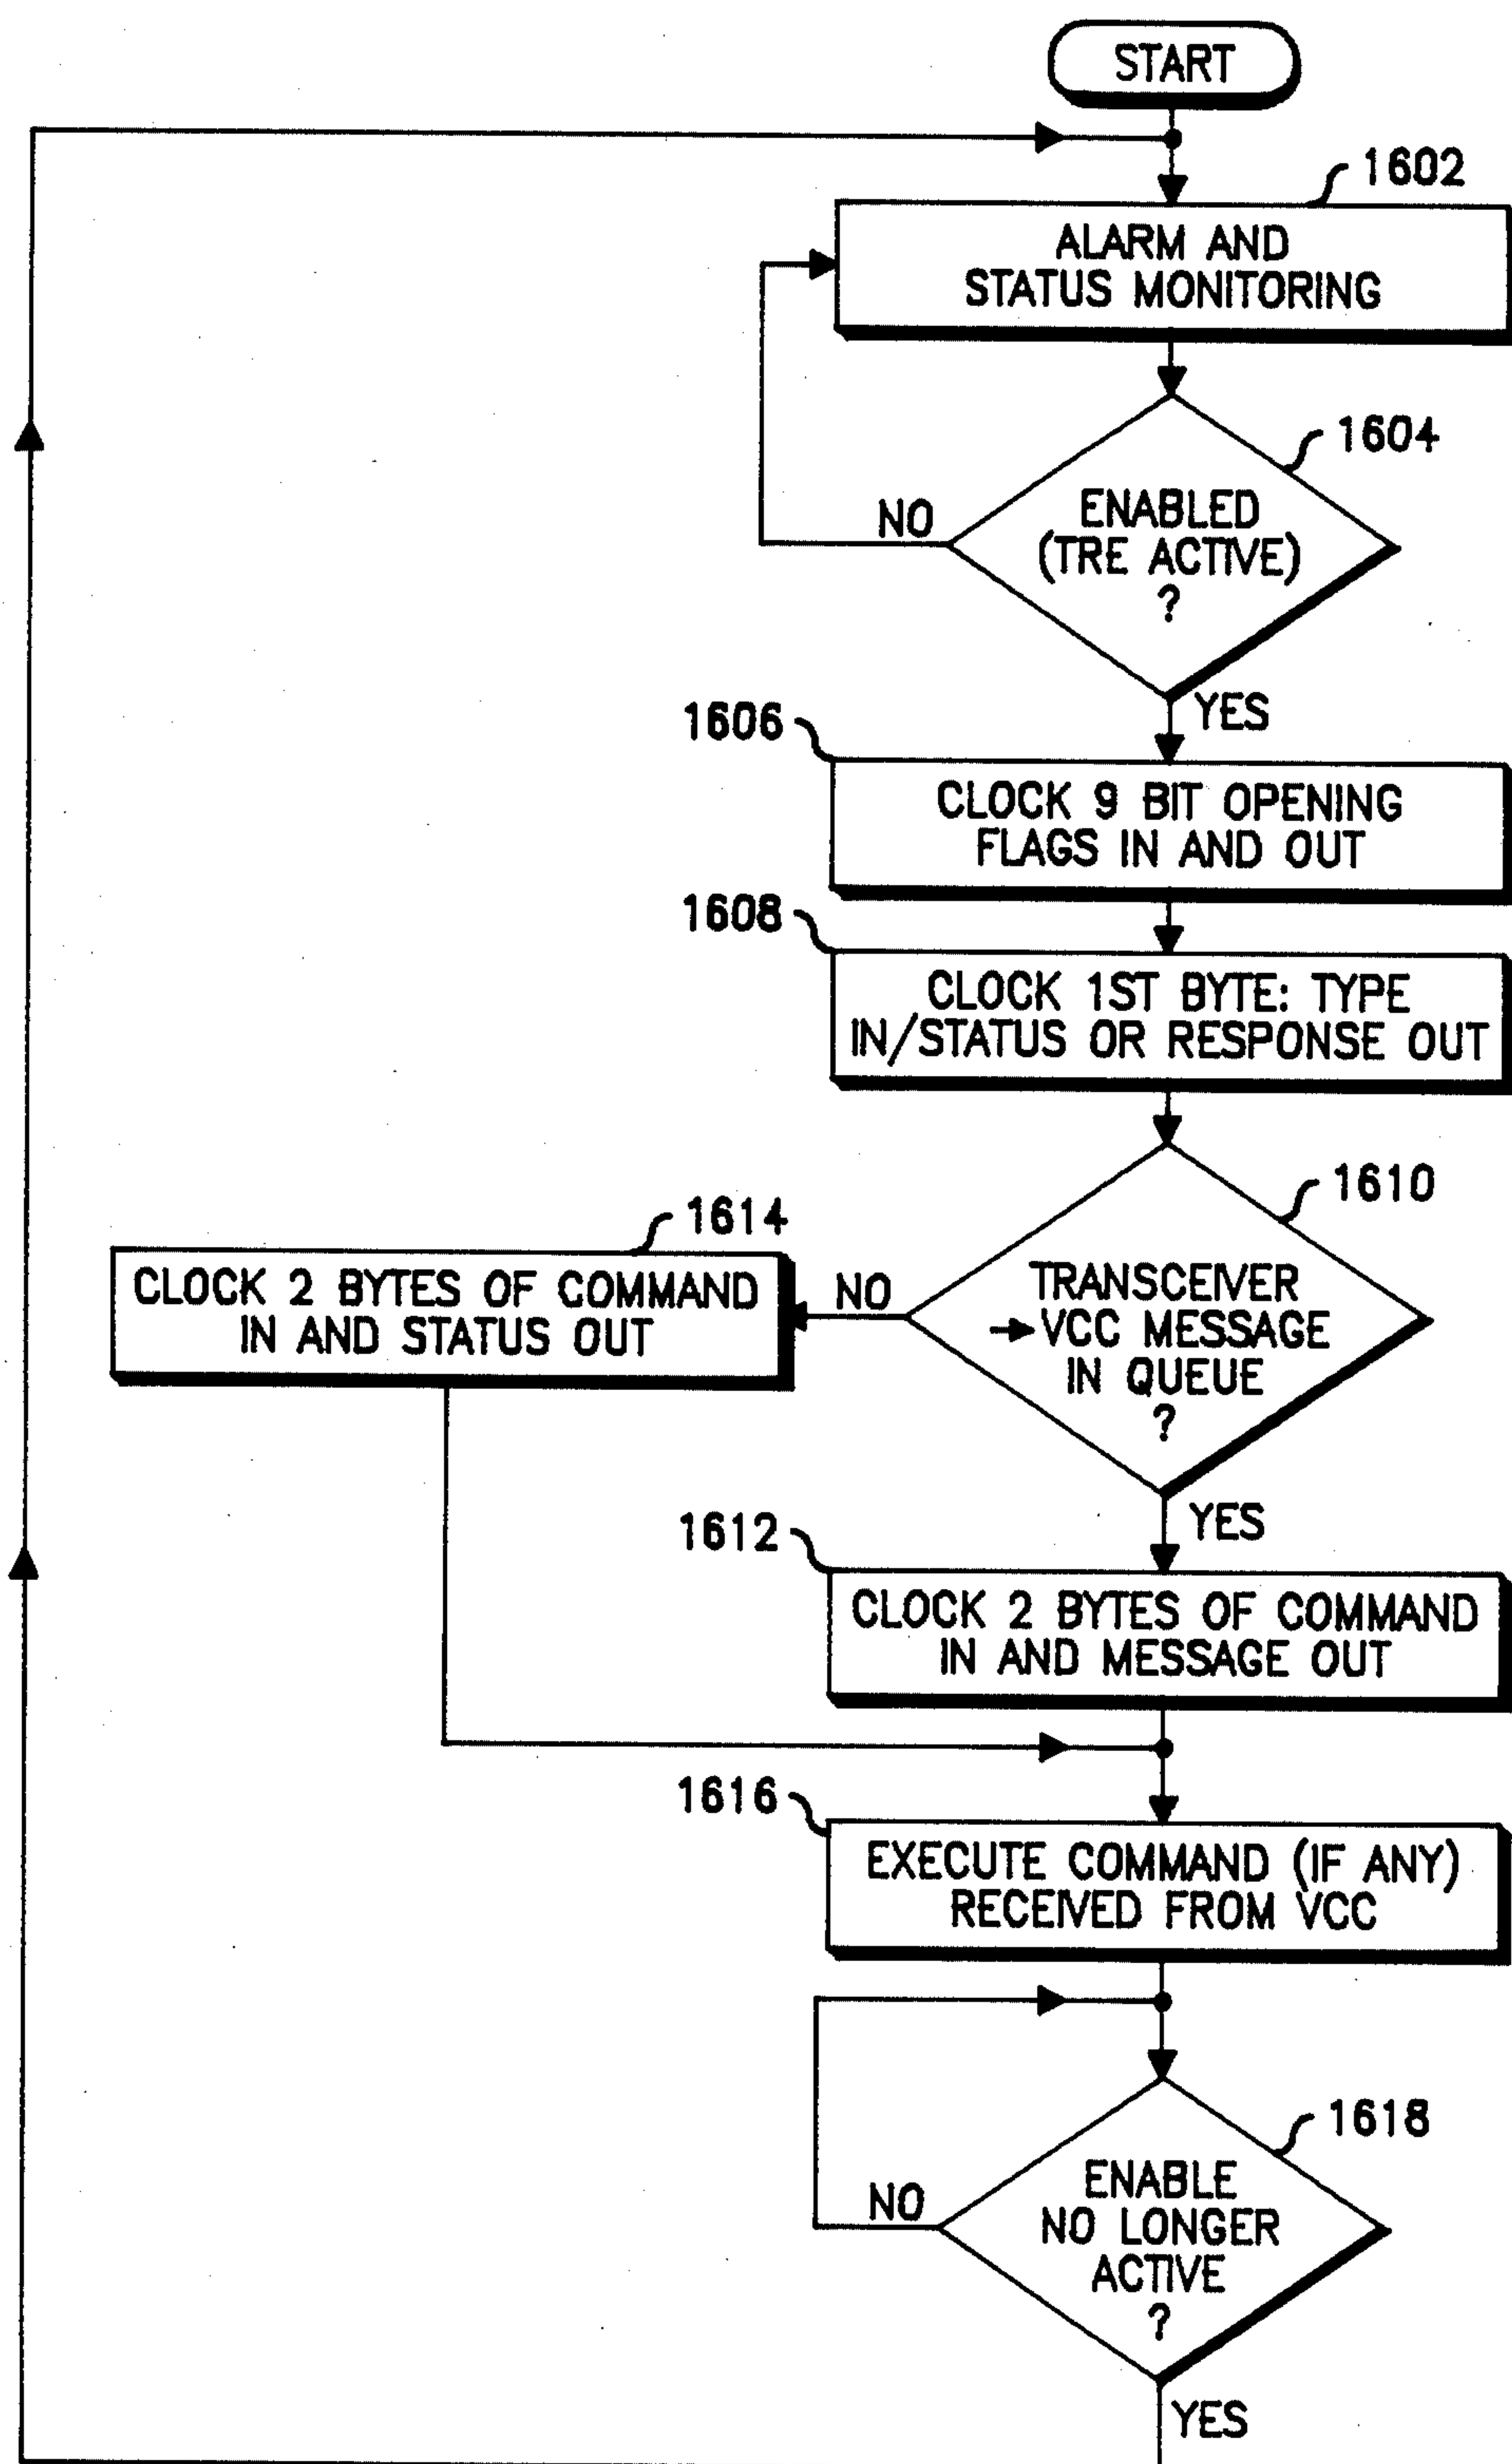 START
1602
ALARM AND
STATUS MONITORING
1604
NO
ENABLED
(TRE ACTIVE)
?
YES
1606
CLOCK 9 BIT OPENING
FLAGS IN AND OUT
1608
CLOCK 1ST BYTE: TYPE
IN/STATUS OR RESPONSE OUT
1610
TRANSCEIVER
→VCC MESSAGE
IN QUEUE
?
NO
1614
CLOCK 2 BYTES OF COMMAND
IN AND STATUS OUT
YES
1612
CLOCK 2 BYTES OF COMMAND
IN AND MESSAGE OUT
1616
EXECUTE COMMAND (IF ANY)
RECEIVED FROM VCC
1618
NO
ENABLE
NO LONGER
ACTIVE
?
YES